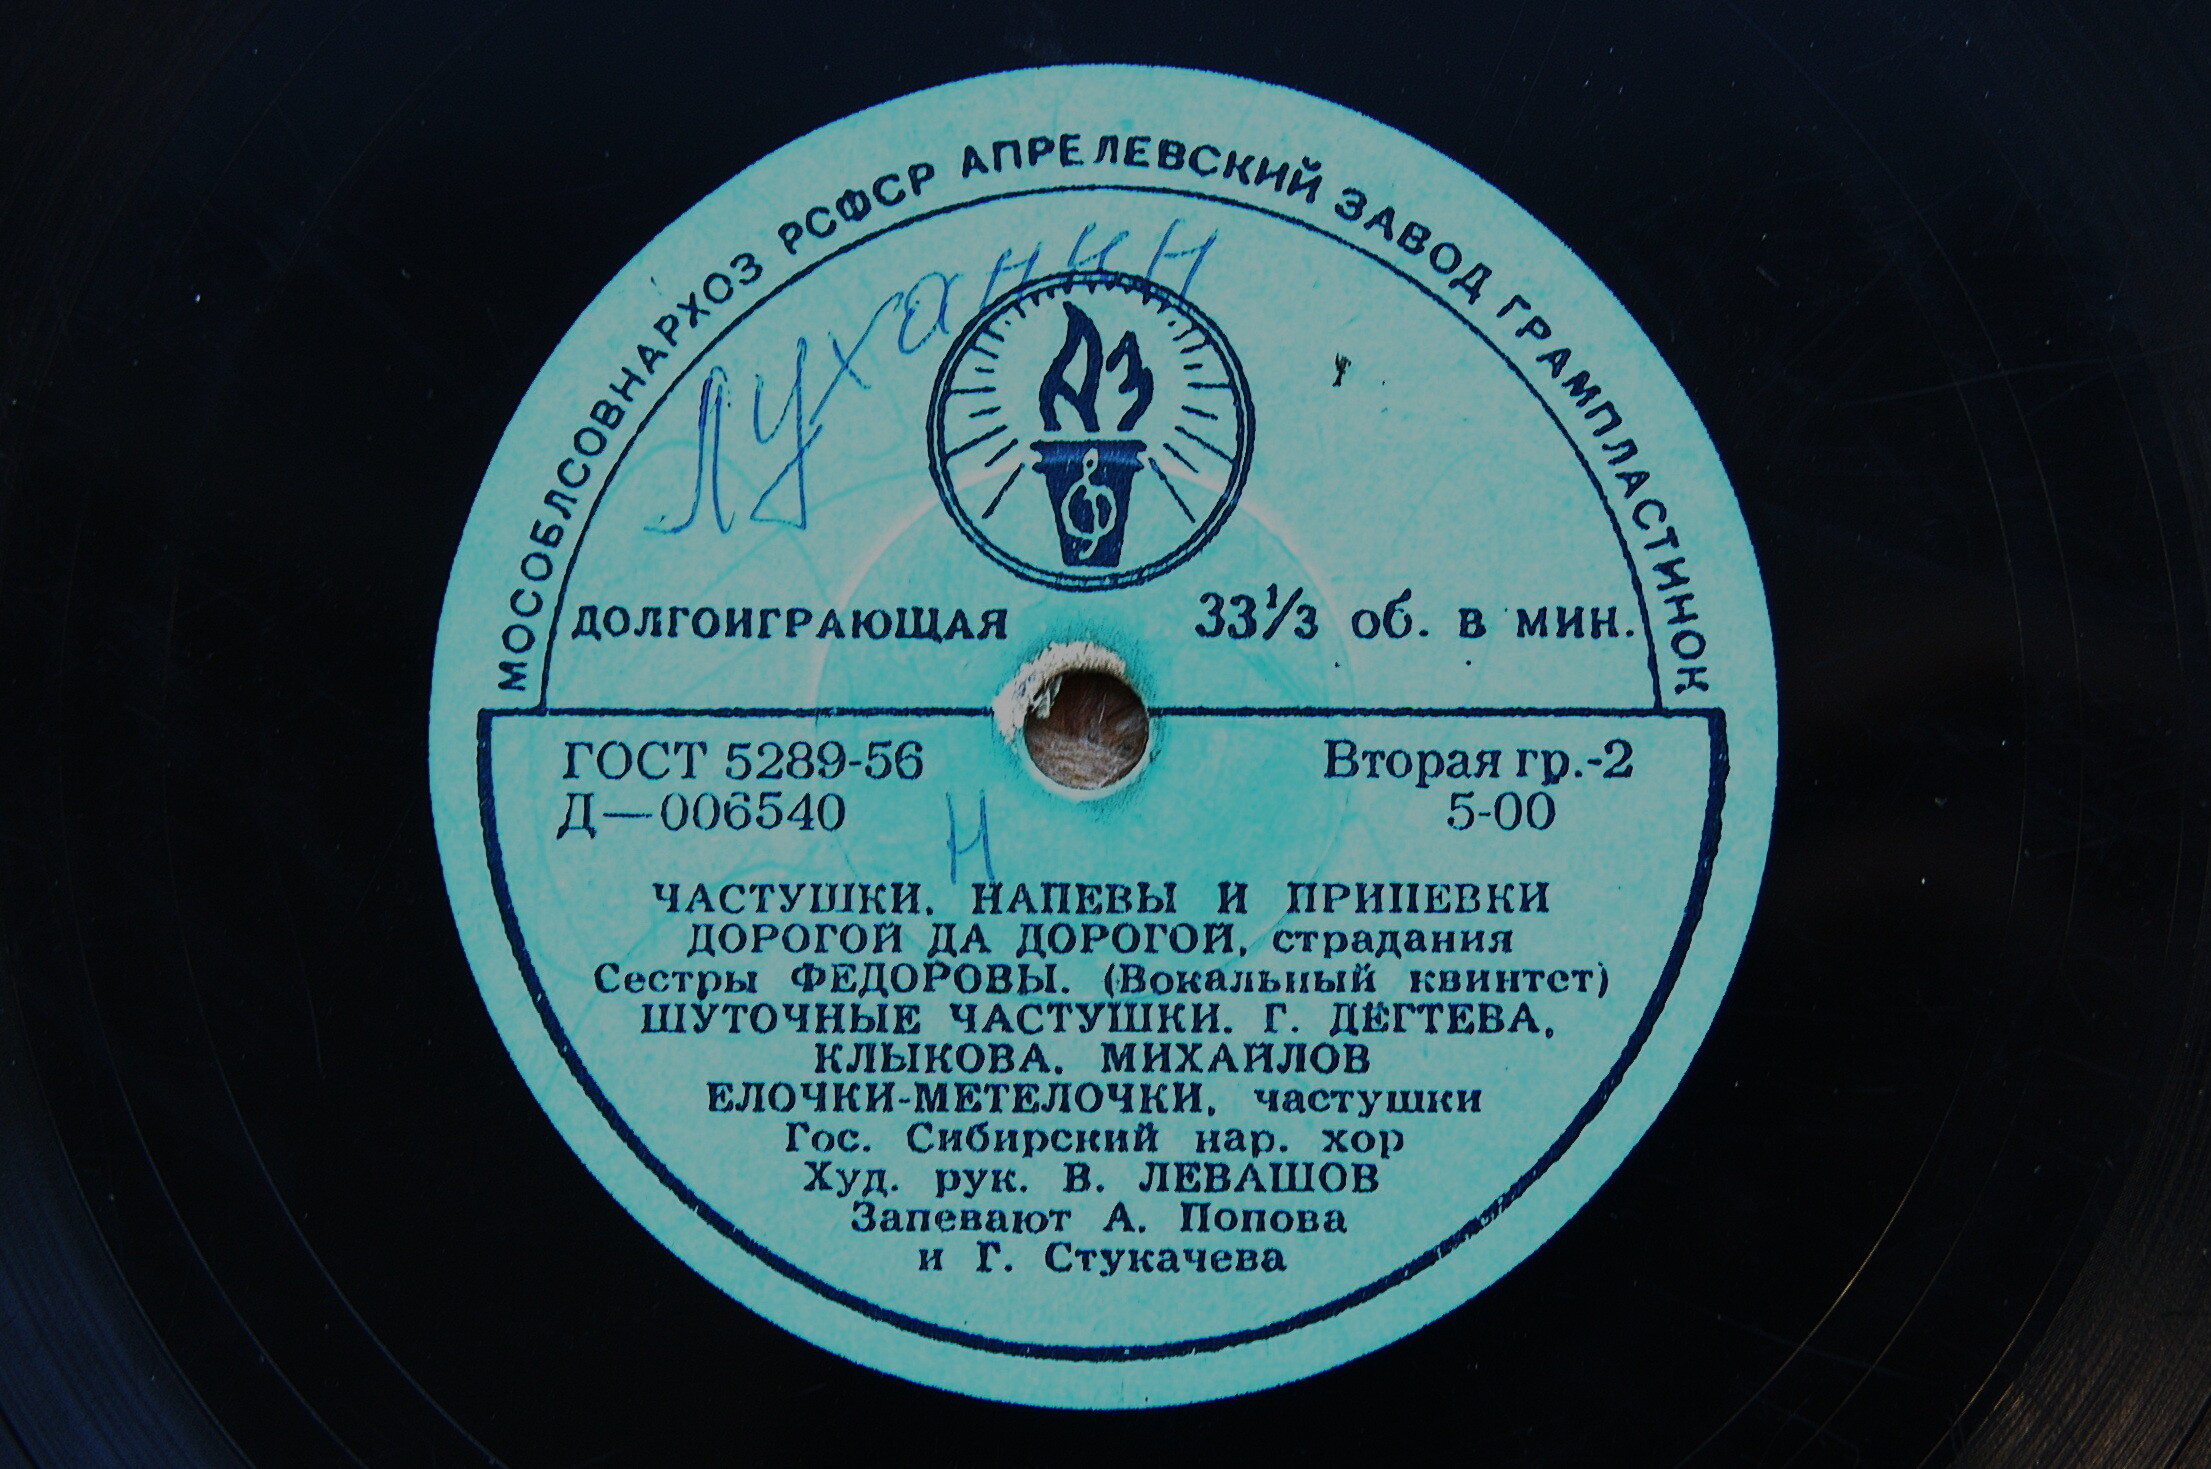 МОСОБЛСОВНАРХОЗ РСФСР АПРЕЛЕВСКИЙ ЗАВОД ГРАМПЛАСТИНОК
Луханин
АЗ
ДОЛГОИГРАЮЩАЯ 33⅓ об. в мин.
ГОСТ 5289-56 Вторая гр.-2
Д—006540 5-00
Н
ЧАСТУШКИ, НАПЕВЫ И ПРИПЕВКИ
ДОРОГОЙ ДА ДОРОГОЙ, страдания
Сестры ФЕДОРОВЫ. (Вокальный квинтет)
ШУТОЧНЫЕ ЧАСТУШКИ. Г. ДЕГТЕВА,
КЛЫКОВА, МИХАЙЛОВ
ЕЛОЧКИ-МЕТЕЛОЧКИ, частушки
Гос. Сибирский нар. хор
Худ. рук. В. ЛЕВАШОВ
Запевают А. Попова
и Г. Стукачева